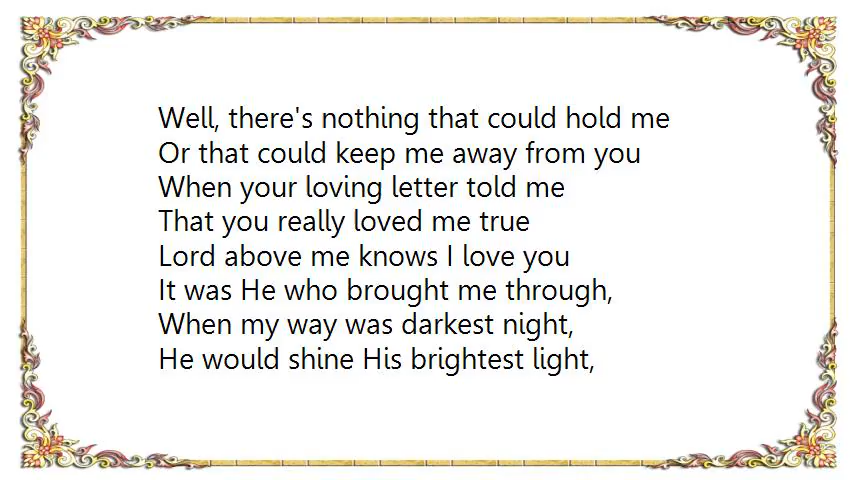 Well, there's nothing that could hold me
Or that could keep me away from you
When your loving letter told me
That you really loved me true
Lord above me knows I love you
It was He who brought me through,
When my way was darkest night,
He would shine His brightest light,